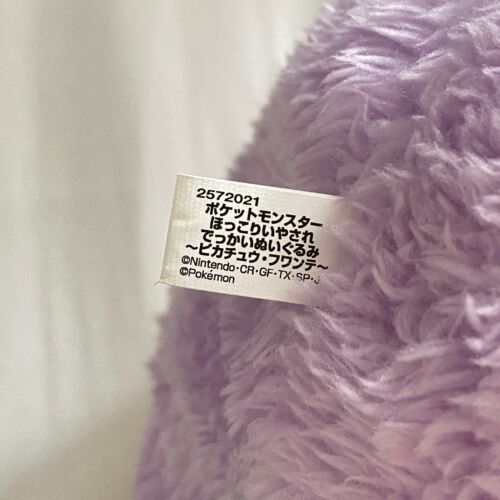 2572021
ポケットモンスター
ほっこりいやされ
でっかいぬいぐるみ
～ピカチュウ・フワンテ～
©Nintendo・CR・GF・TX・SP・J
©Pokémon